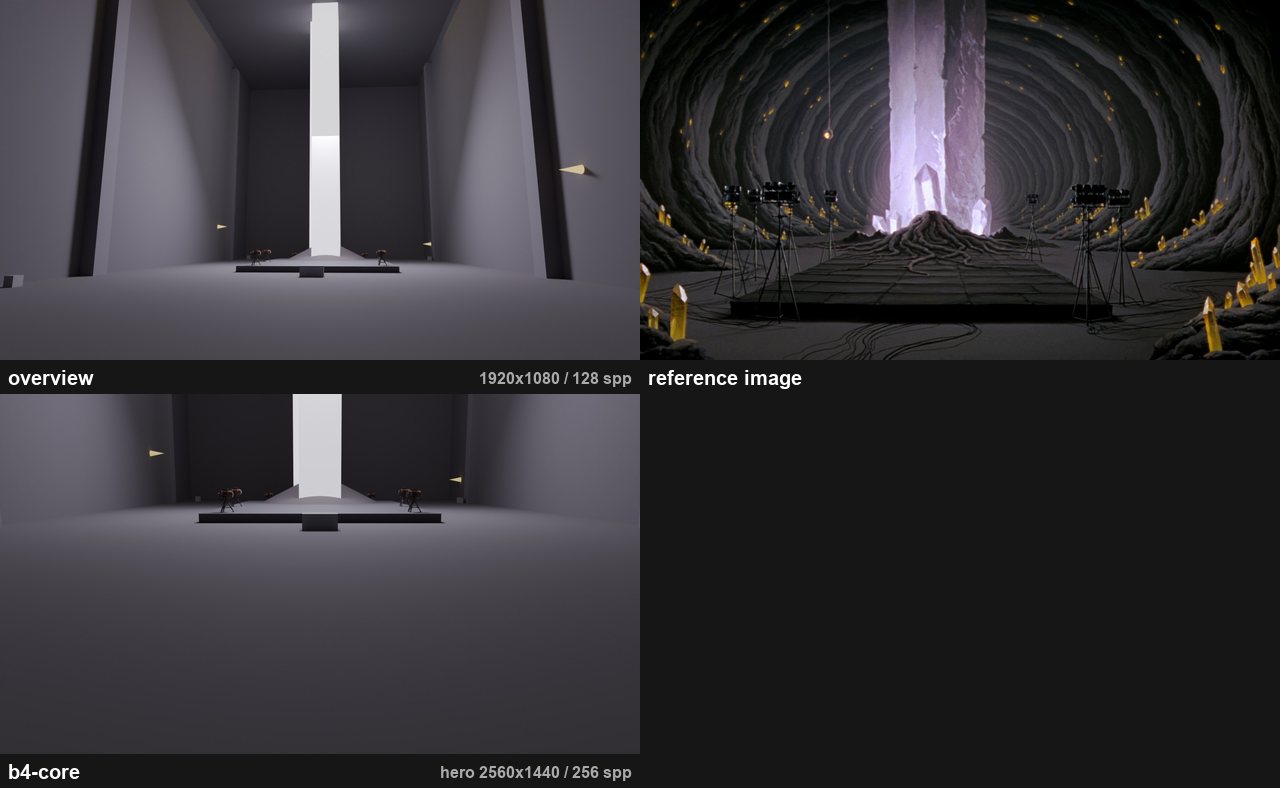 overview
1920x1080 / 128 spp
reference image
b4-core
hero 2560x1440 / 256 spp